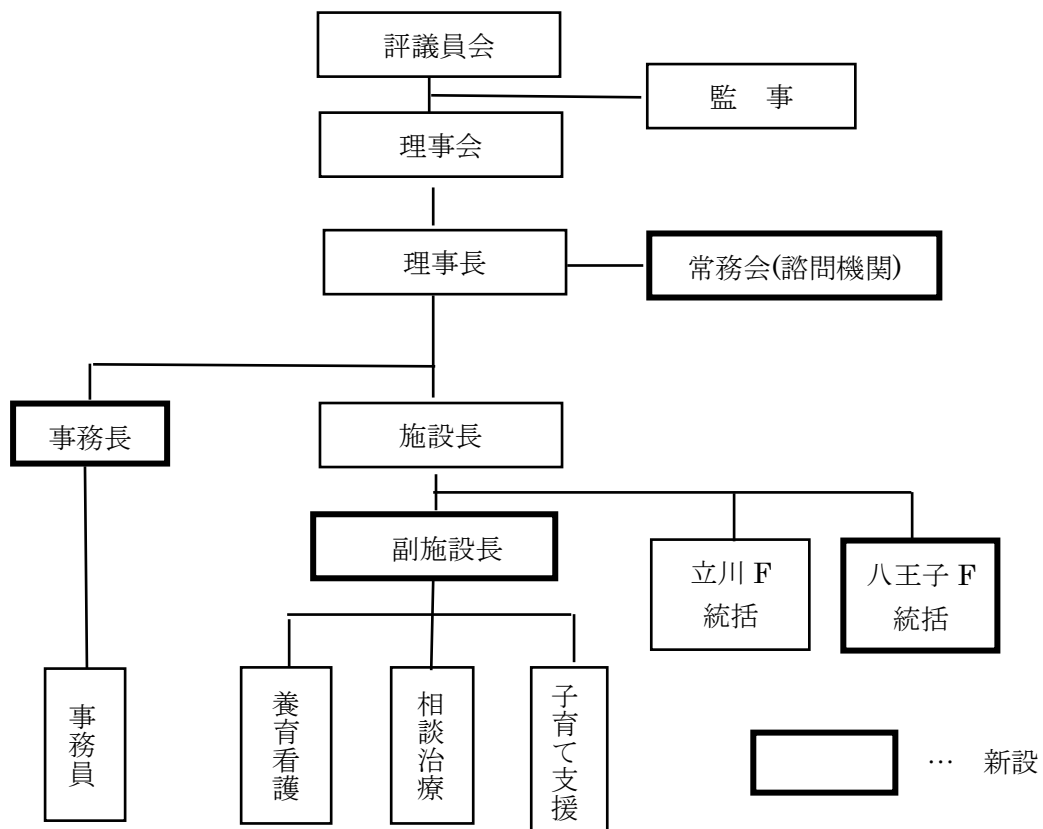 評議員会
監　事
理事会
理事長
常務会(諮問機関)
事務長
施設長
副施設長
立川 F
統括
八王子 F
統括
事務員
養育看護
相談治療
子育て支援
… 新設